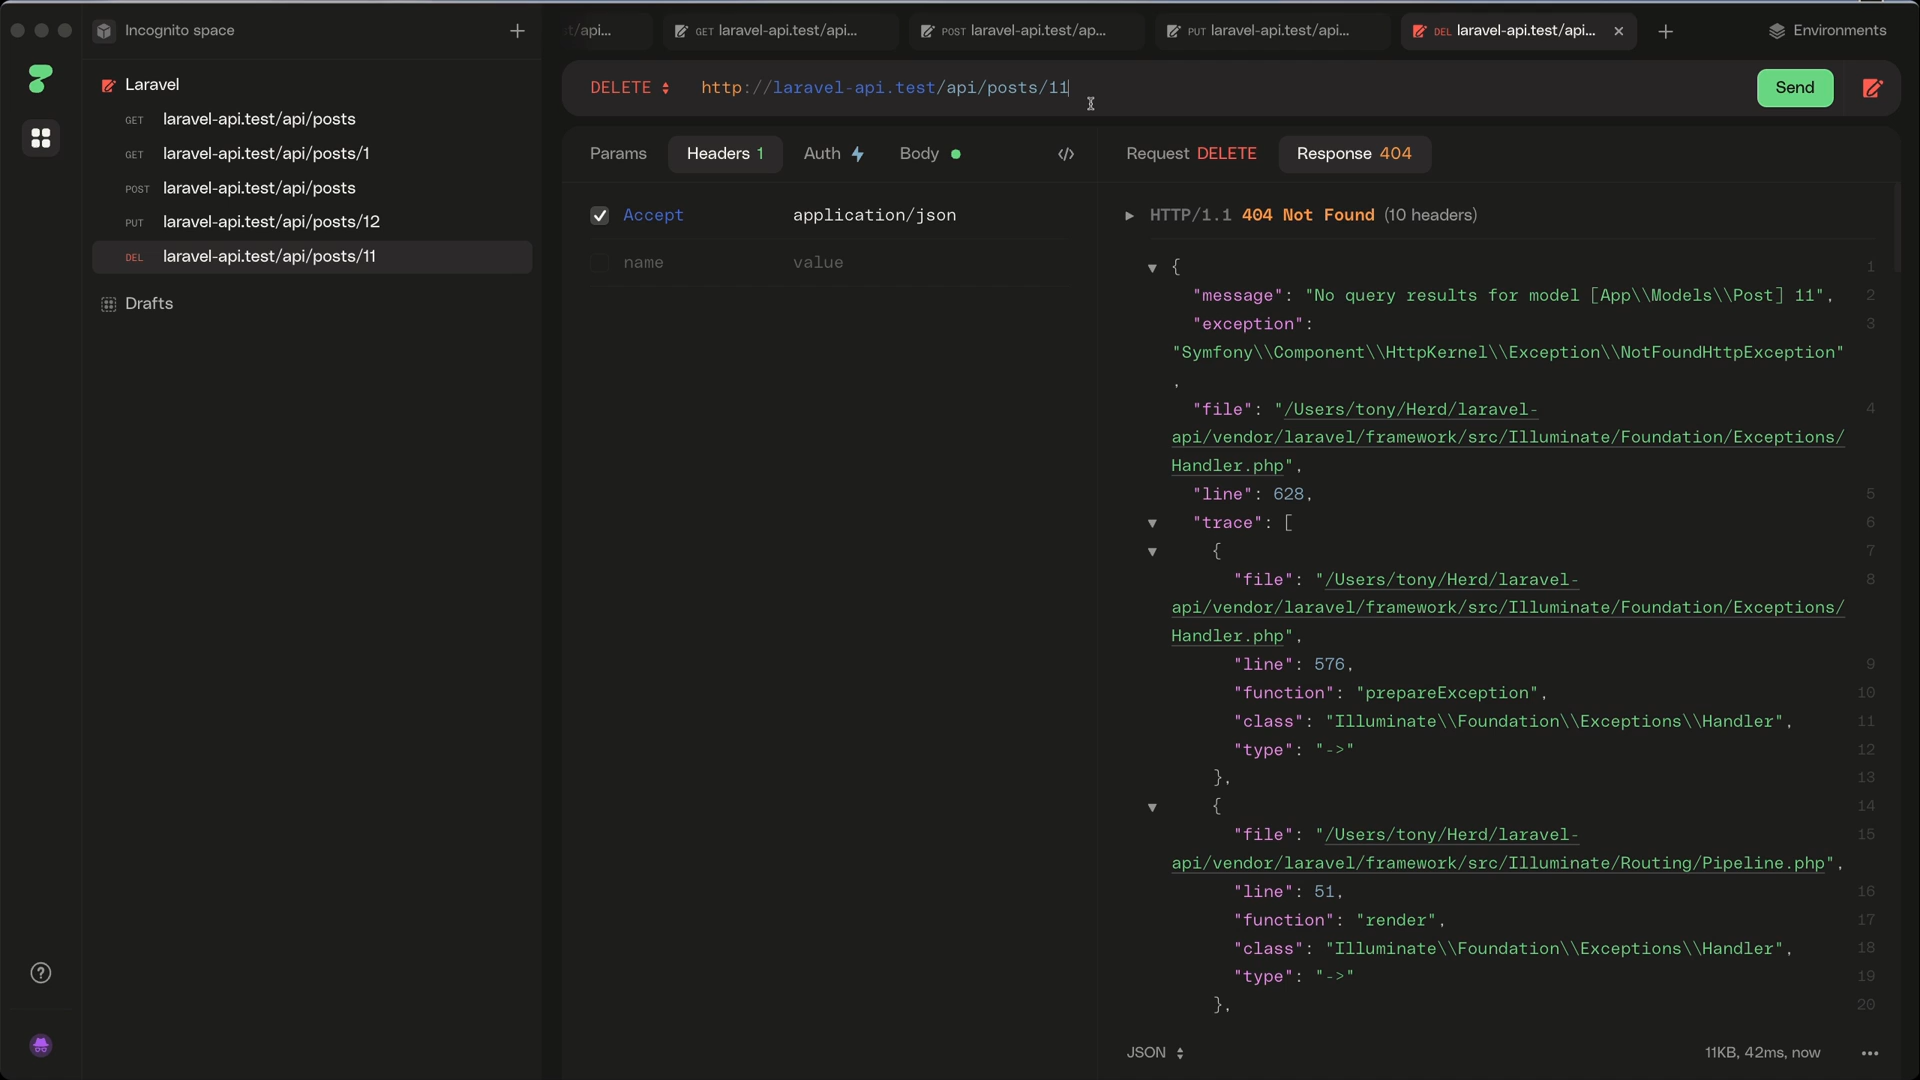 Incognito space
t/api...
GET laravel-api.test/api...
POST laravel-api.test/ap...
PUT laravel-api.test/api...
DEL laravel-api.test/api...
Environments
Laravel
GET laravel-api.test/api/posts
GET laravel-api.test/api/posts/1
POST laravel-api.test/api/posts
PUT laravel-api.test/api/posts/12
DEL laravel-api.test/api/posts/11
Drafts
DELETE http://laravel-api.test/api/posts/11
Send
Params
Headers 1
Auth
Body
</>
Accept application/json
name value
Request DELETE
Response 404
HTTP/1.1 404 Not Found (10 headers)
{ 1
"message": "No query results for model [App\\Models\\Post] 11", 2
"exception": 3
"Symfony\\Component\\HttpKernel\\Exception\\NotFoundHttpException"
,
"file": "/Users/tony/Herd/laravel- 4
api/vendor/laravel/framework/src/Illuminate/Foundation/Exceptions/
Handler.php",
"line": 628, 5
"trace": [ 6
{ 7
"file": "/Users/tony/Herd/laravel- 8
api/vendor/laravel/framework/src/Illuminate/Foundation/Exceptions/
Handler.php",
"line": 576, 9
"function": "prepareException", 10
"class": "Illuminate\\Foundation\\Exceptions\\Handler", 11
"type": "->" 12
}, 13
{ 14
"file": "/Users/tony/Herd/laravel- 15
api/vendor/laravel/framework/src/Illuminate/Routing/Pipeline.php",
"line": 51, 16
"function": "render", 17
"class": "Illuminate\\Foundation\\Exceptions\\Handler", 18
"type": "->" 19
}, 20
JSON
11KB, 42ms, now